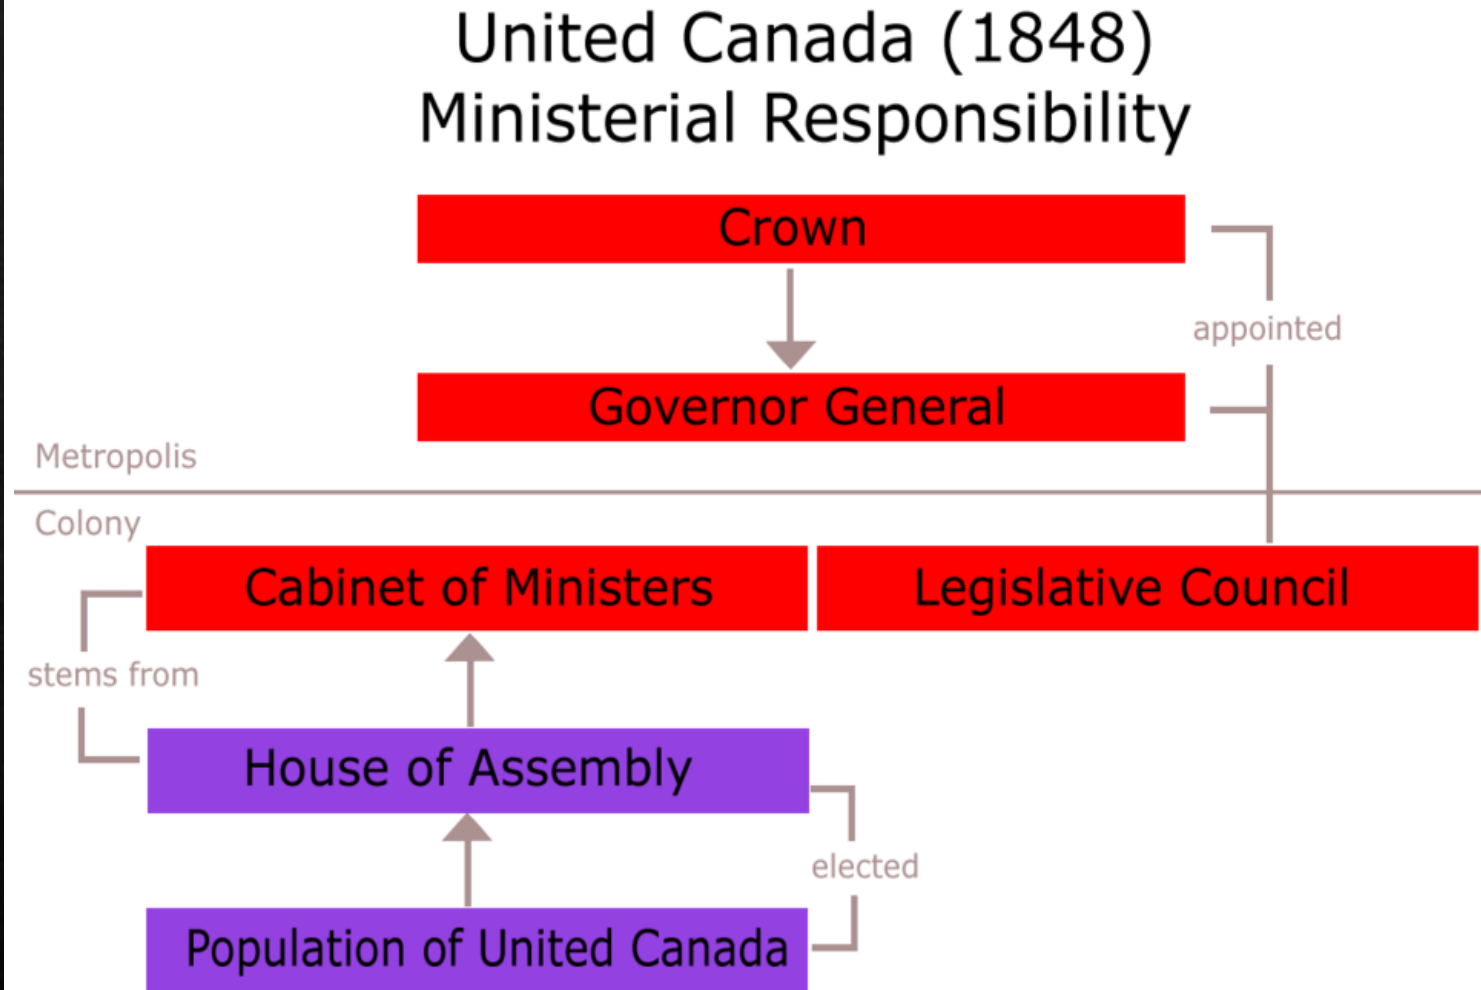 United Canada (1848)
Ministerial Responsibility
Crown
appointed
Governor General
Metropolis
Colony
Cabinet of Ministers
Legislative Council
stems from
House of Assembly
elected
Population of United Canada